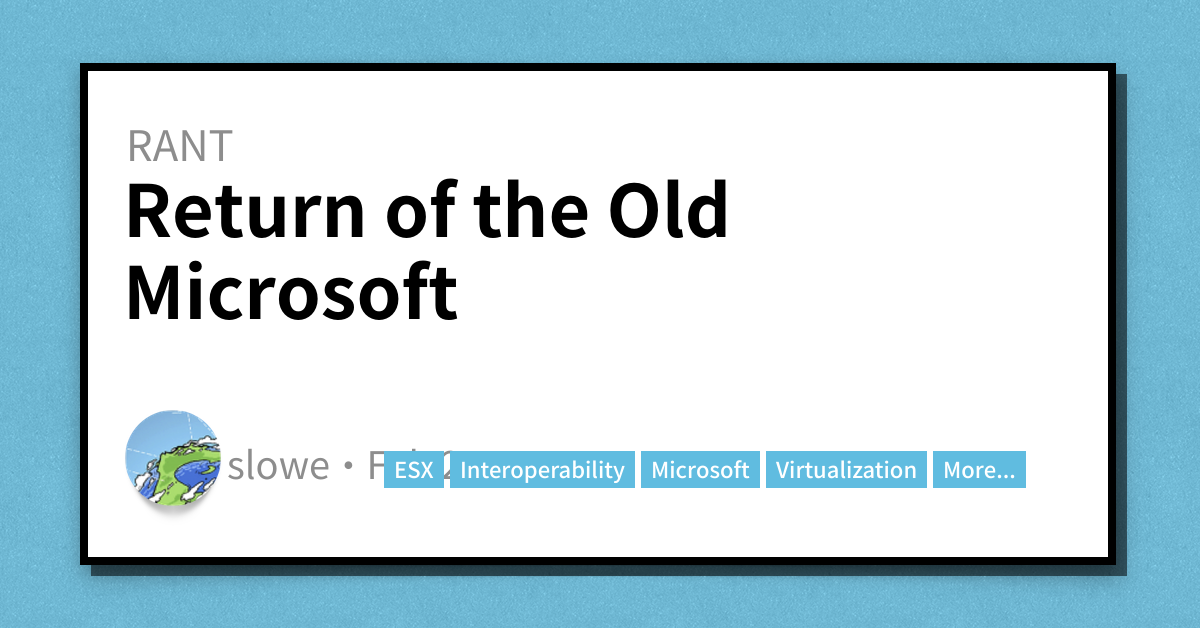 RANT
Return of the Old
Microsoft
slowe •
ESX Interoperability Microsoft Virtualization More...